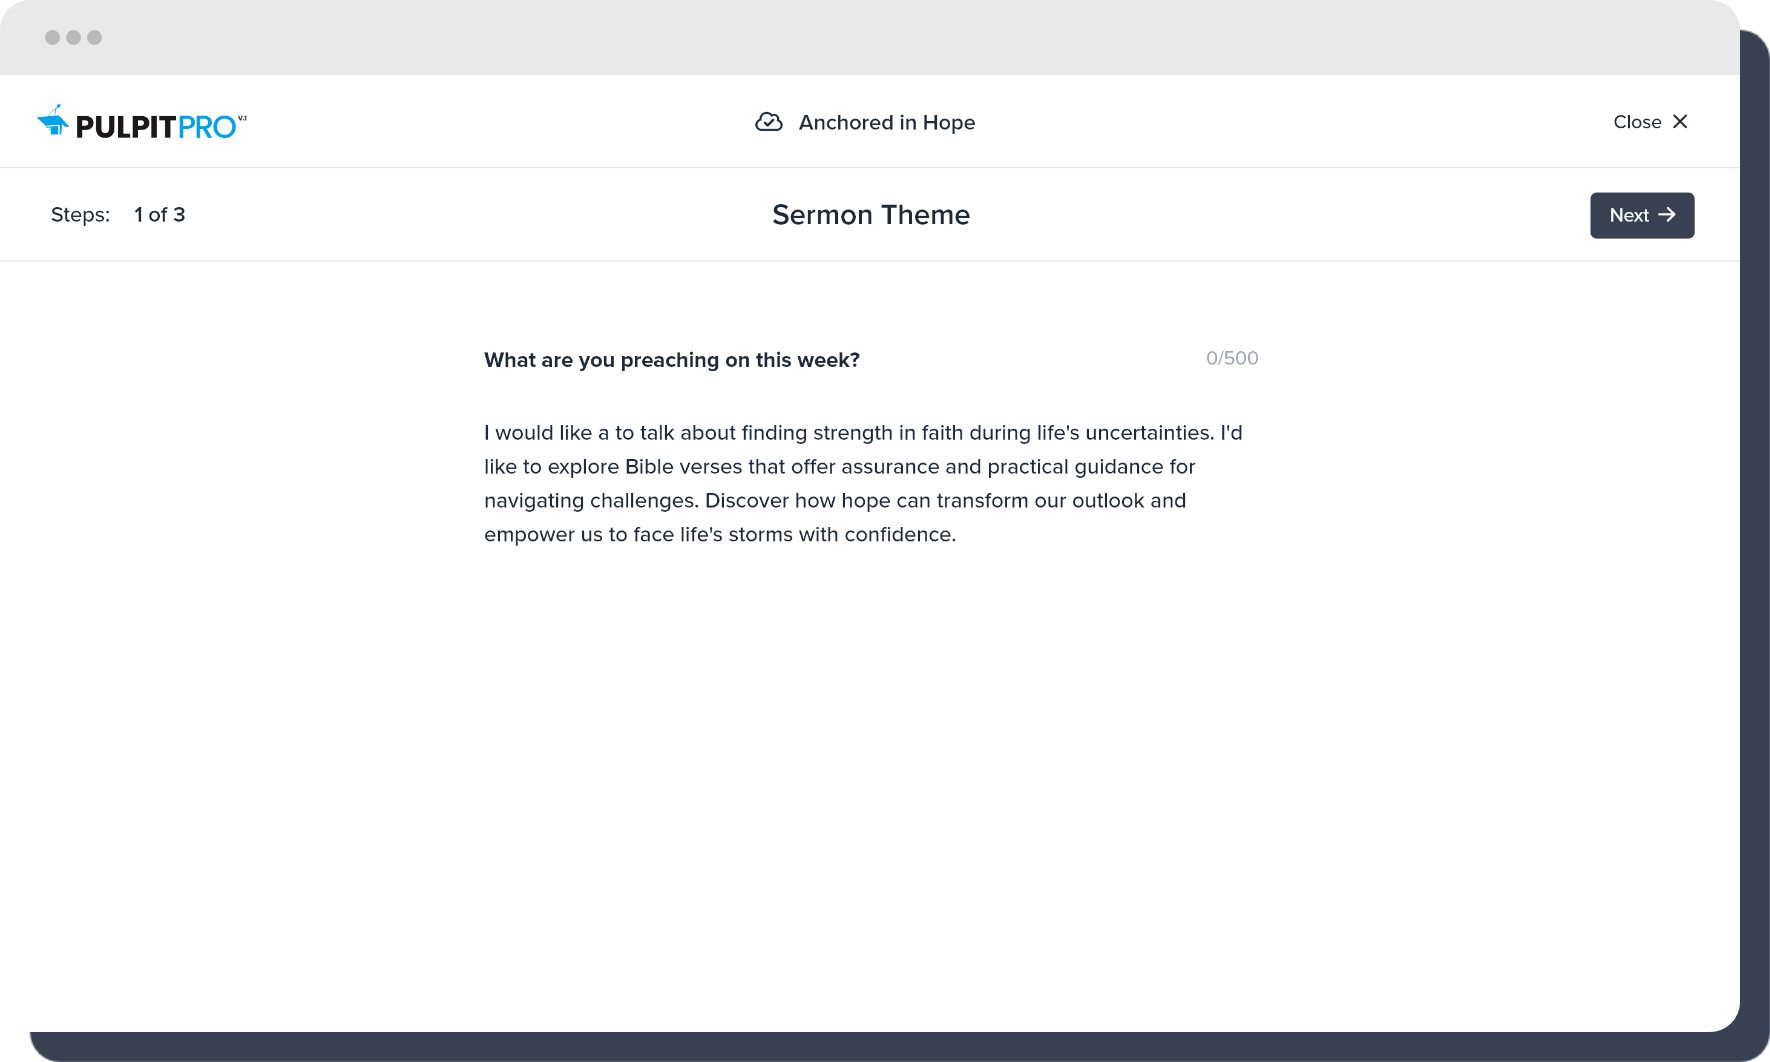 PULPITPRO V.1
Anchored in Hope
Close
Steps: 1 of 3
Sermon Theme
Next
What are you preaching on this week?
0/500
I would like a to talk about finding strength in faith during life's uncertainties. I'd
like to explore Bible verses that offer assurance and practical guidance for
navigating challenges. Discover how hope can transform our outlook and
empower us to face life's storms with confidence.